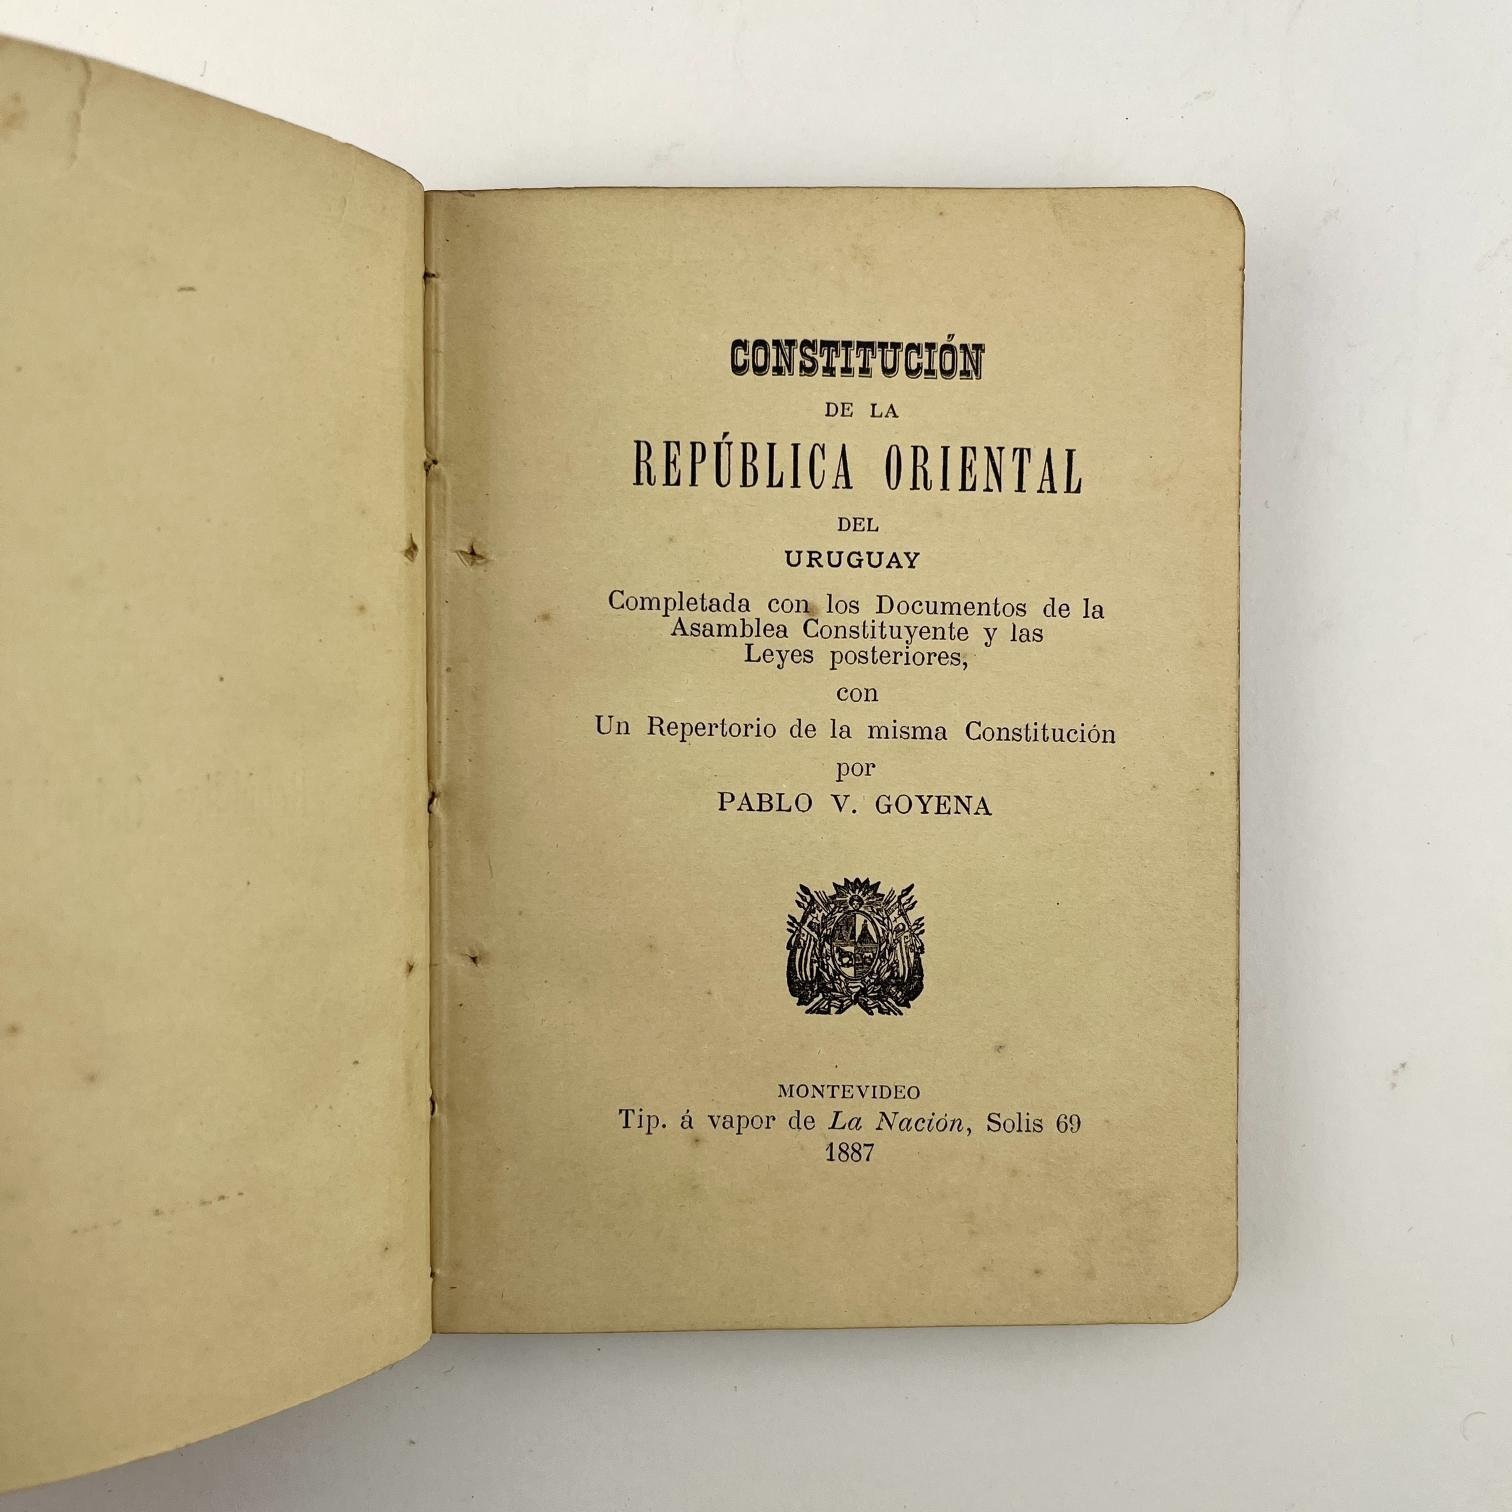 CONSTITUCIÓN
DE LA
REPÚBLICA ORIENTAL
DEL
URUGUAY
Completada con los Documentos de la
Asamblea Constituyente y las
Leyes posteriores,
con
Un Repertorio de la misma Constitución
por
PABLO V. GOYENA
MONTEVIDEO
Tip. á vapor de La Nación, Solis 69
1887